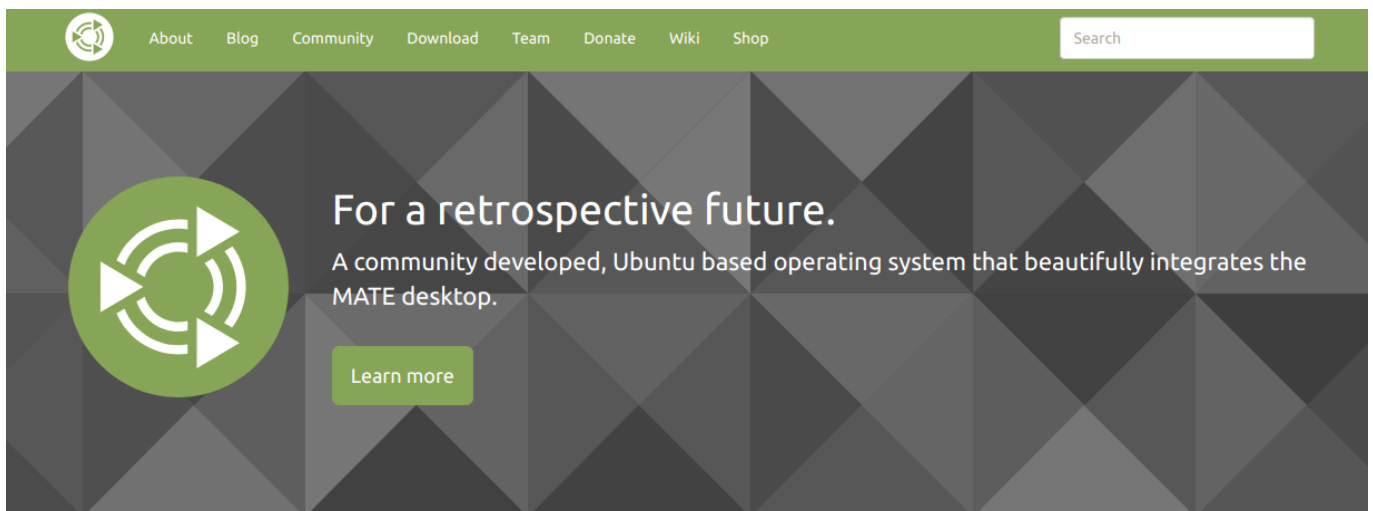 About Blog Community Download Team Donate Wiki Shop Search
For a retrospective future.
A community developed, Ubuntu based operating system that beautifully integrates the
MATE desktop.
Learn more